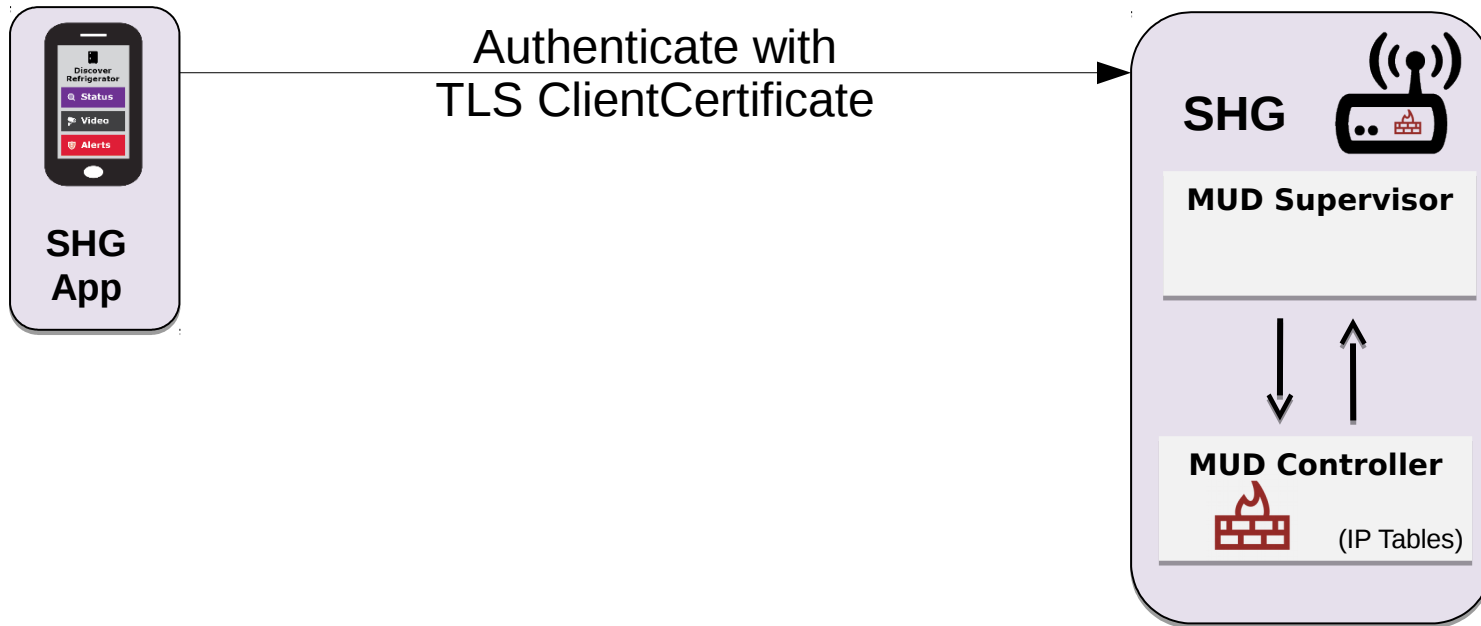 Discover
Refrigerator
Status
Video
Alerts
SHG
App
Authenticate with
TLS ClientCertificate
SHG
MUD Supervisor
MUD Controller
(IP Tables)